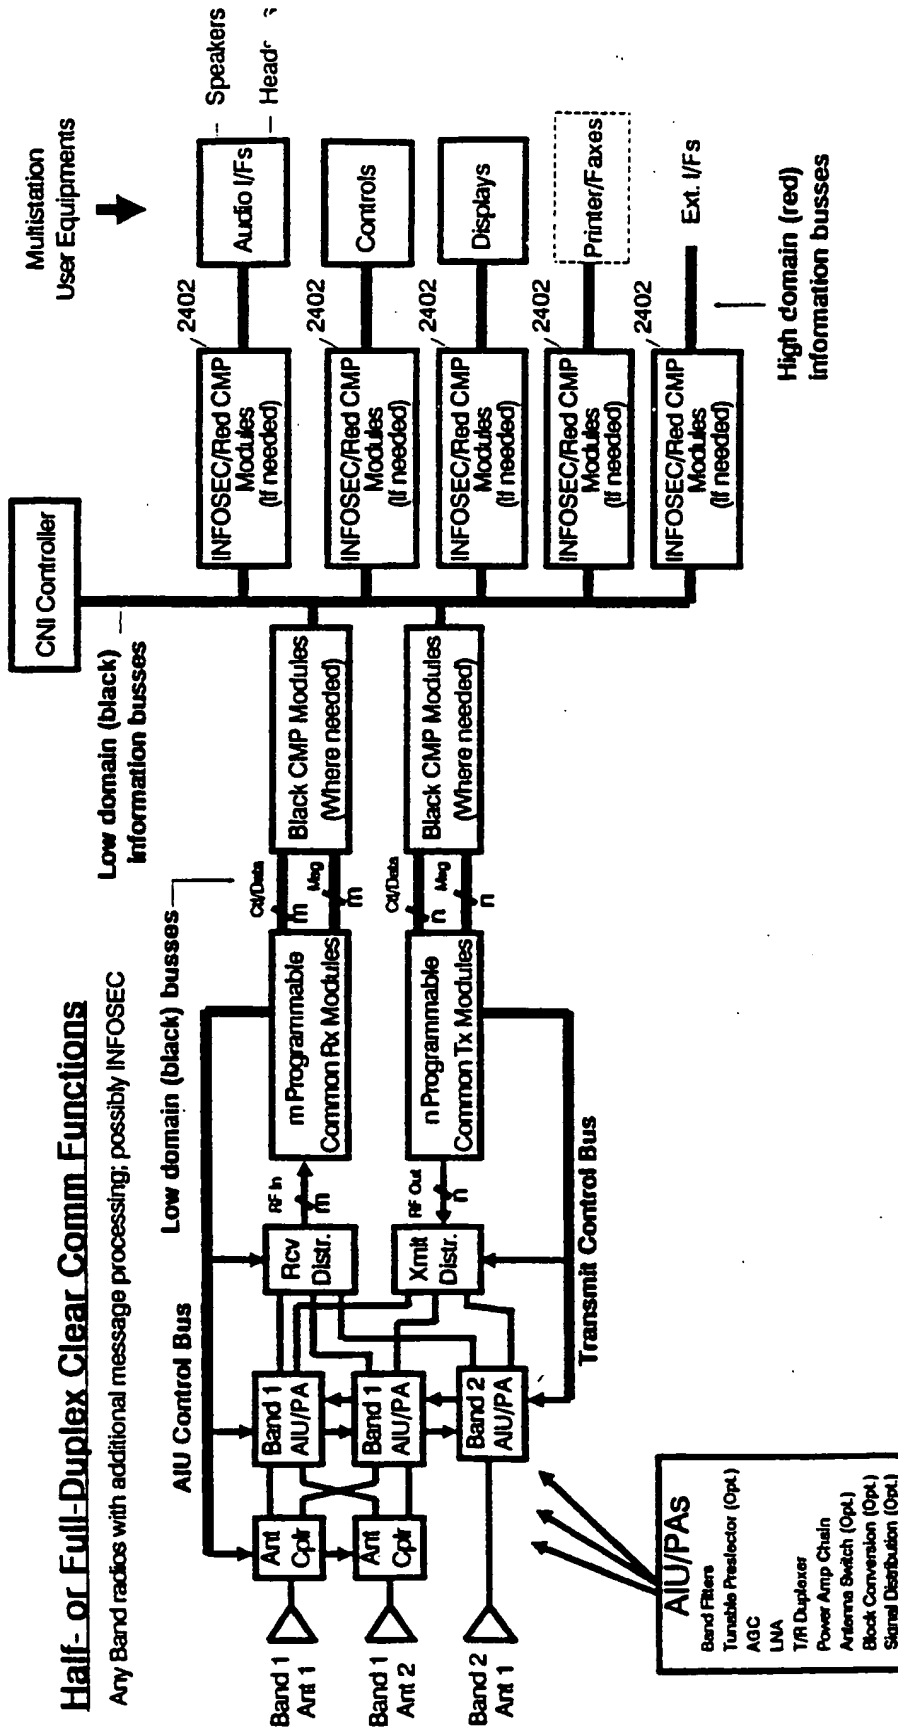 Half- or Full-Duplex Clear Comm Functions
Any Band radios with additional message processing; possibly INFOSEC
Multistation
User Equipments
CNI Controller
Low domain (black)
information busses
Low domain (black) busses
AIU Control Bus
Band 1
Ant 1
Band 1
Ant 2
Band 2
Ant 1
Ant
Cplr
Ant
Cplr
Band 1
AIU/PA
Band 1
AIU/PA
Band 2
AIU/PA
Rcv
Distr.
Xmit
Distr.
RF In
m
RF Out
n
m Programmable
Common Rx Modules
n Programmable
Common Tx Modules
Ctl/Data
m
Msg
m
Ctl/Data
n
Msg
n
Black CMP Modules
(Where needed)
Black CMP Modules
(Where needed)
Transmit Control Bus
INFOSEC/Red CMP
Modules
(If needed)
2402
Audio I/Fs
Speakers
INFOSEC/Red CMP
Modules
(If needed)
2402
Controls
INFOSEC/Red CMP
Modules
(If needed)
2402
Displays
INFOSEC/Red CMP
Modules
(If needed)
2402
Printer/Faxes
INFOSEC/Red CMP
Modules
(If needed)
2402
Ext. I/Fs
High domain (red)
information busses
AIU/PAs
Band Filters
Tunable Preslector (Opt.)
AGC
LNA
T/R Duplexer
Power Amp Chain
Antenna Switch (Opt.)
Block Conversion (Opt.)
Signal Distribution (Opt.)